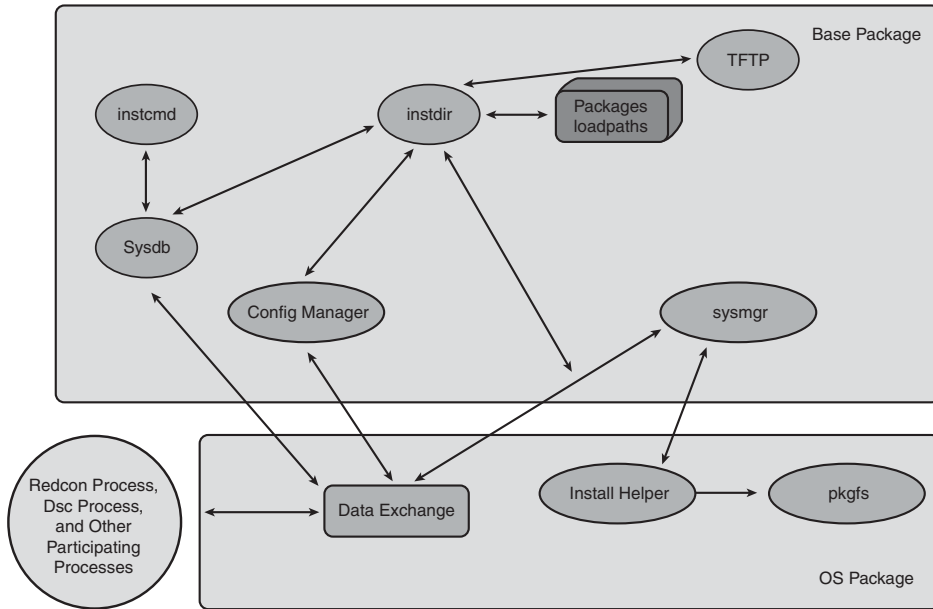 Base Package
TFTP
instcmd
instdir
Packages
loadpaths
Sysdb
Config Manager
sysmgr
Redcon Process,
Dsc Process,
and Other
Participating
Processes
Data Exchange
Install Helper
pkgfs
OS Package